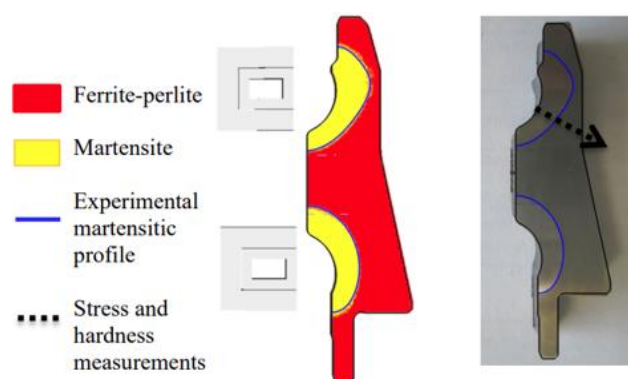 Ferrite-perlite
Martensite
Experimental
martensitic
profile
Stress and
hardness
measurements